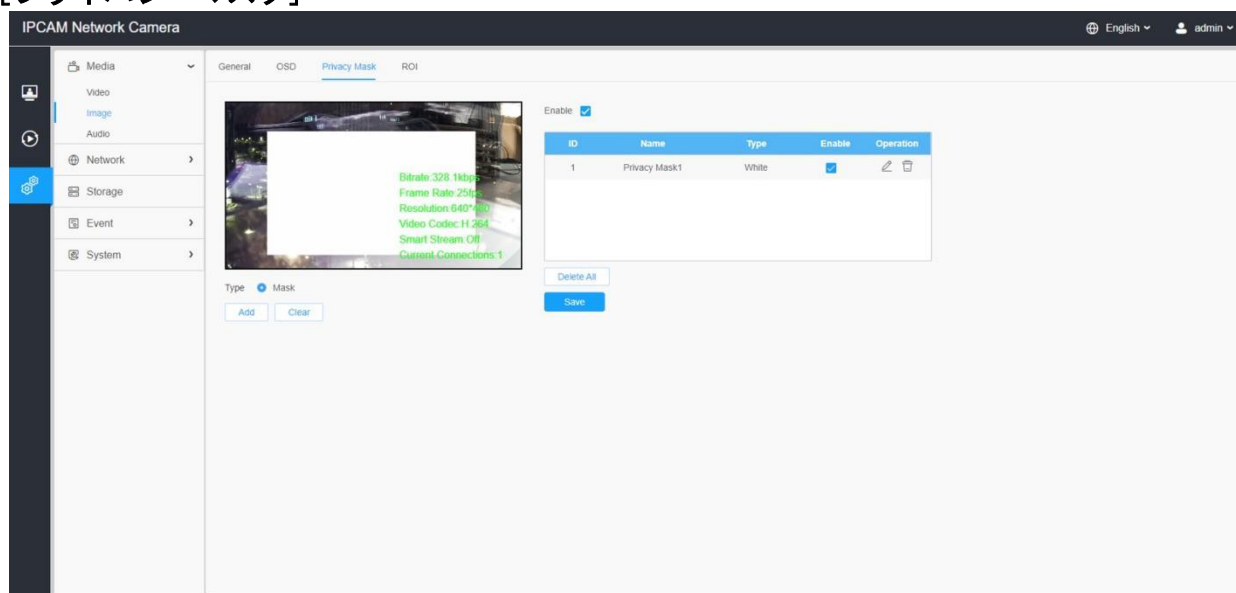 IPCAM Network Camera
English
admin
Media
Video
Image
Audio
Network
Storage
Event
System
General OSD Privacy Mask ROI
Bitrate:328.1kbps
Frame Rate:25fps
Resolution:640*480
Video Codec:H.264
Smart Stream:Off
Current Connections:1
Type Mask
Add Clear
Enable
ID Name Type Enable Operation
1 Privacy Mask1 White
Delete All
Save